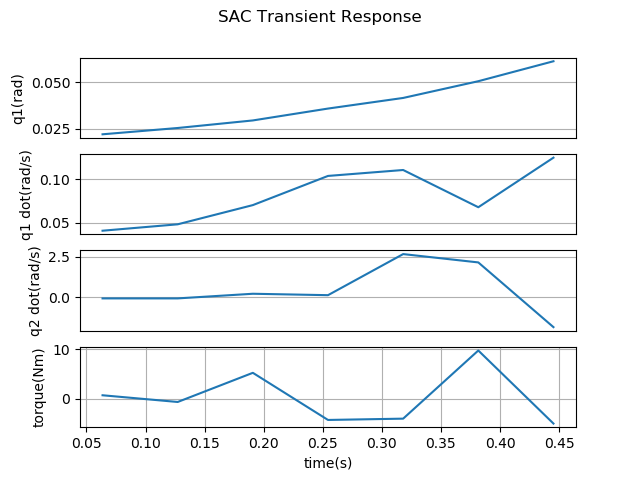 SAC Transient Response
0.050
0.025
q1(rad)
0.10
0.05
q1 dot(rad/s)
2.5
0.0
q2 dot(rad/s)
10
0
torque(Nm)
0.05 0.10 0.15 0.20 0.25 0.30 0.35 0.40 0.45
time(s)